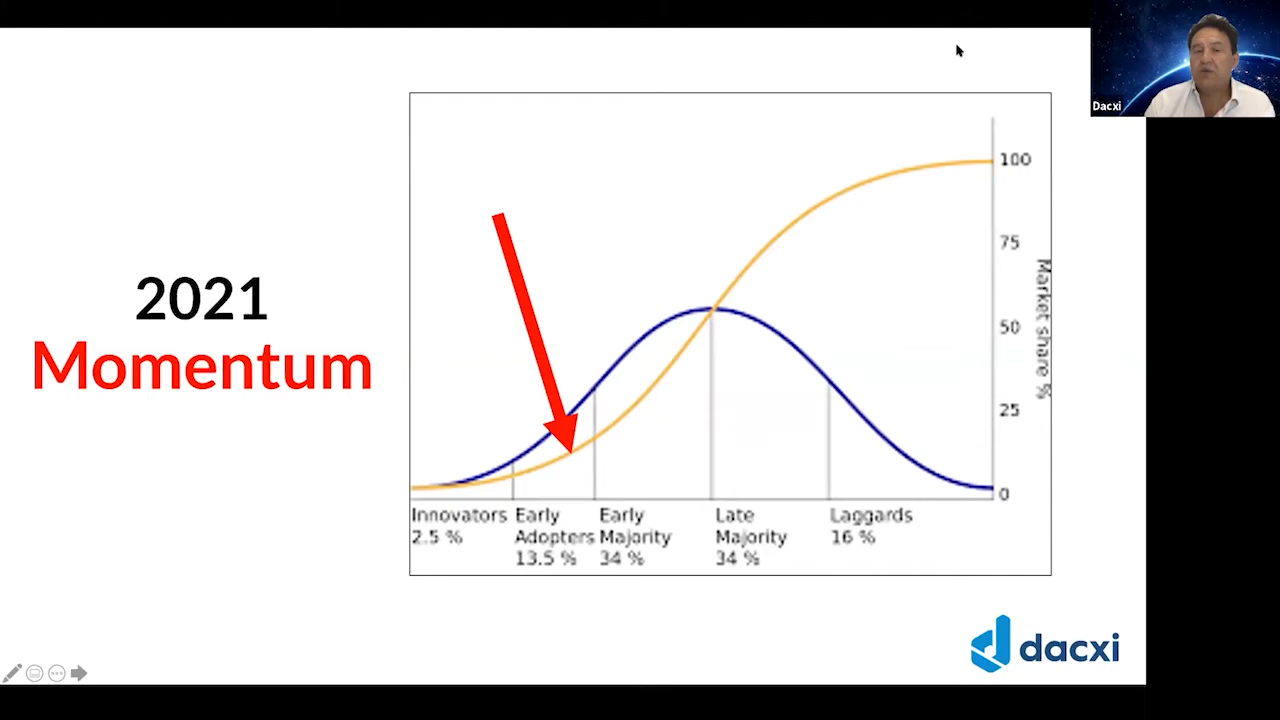 Dacxi
2021
Momentum
100
75
50
25
0
Market share %
Innovators
2.5 %
Early
Adopters
13.5 %
Early
Majority
34 %
Late
Majority
34 %
Laggards
16 %
dacxi